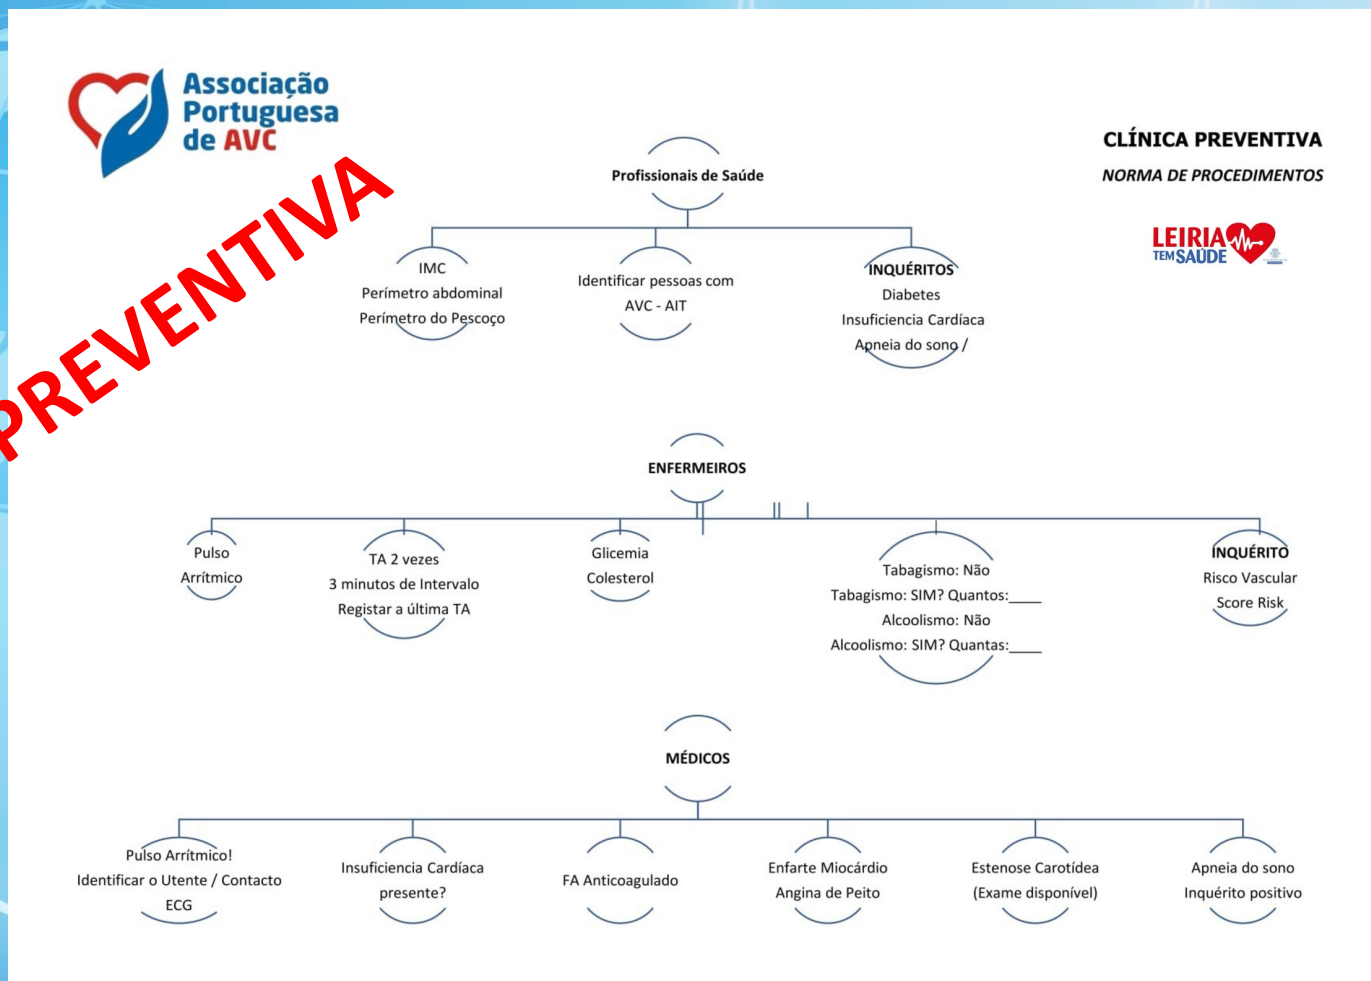 Associação
Portuguesa
de AVC
CLÍNICA PREVENTIVA
NORMA DE PROCEDIMENTOS
LEIRIA
TEM SAÚDE
PREVENTIVA
Profissionais de Saúde
IMC
Perímetro abdominal
Perímetro do Pescoço
Identificar pessoas com
AVC - AIT
INQUÉRITOS
Diabetes
Insuficiencia Cardíaca
Apneia do sono /
ENFERMEIROS
Pulso
Arrítmico
TA 2 vezes
3 minutos de Intervalo
Registar a última TA
Glicemia
Colesterol
Tabagismo: Não
Tabagismo: SIM? Quantos:____
Alcoolismo: Não
Alcoolismo: SIM? Quantas:____
INQUÉRITO
Risco Vascular
Score Risk
MÉDICOS
Pulso Arrítmico!
Identificar o Utente / Contacto
ECG
Insuficiencia Cardíaca
presente?
FA Anticoagulado
Enfarte Miocárdio
Angina de Peito
Estenose Carotídea
(Exame disponível)
Apneia do sono
Inquérito positivo